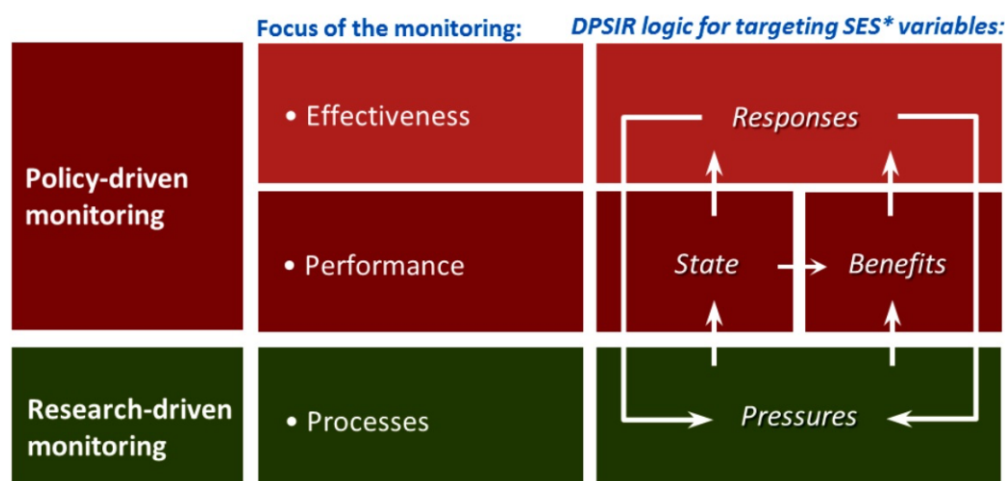 Focus of the monitoring:
DPSIR logic for targeting SES* variables:
Policy-driven
monitoring
• Effectiveness
Responses
• Performance
State
Benefits
Research-driven
monitoring
• Processes
Pressures